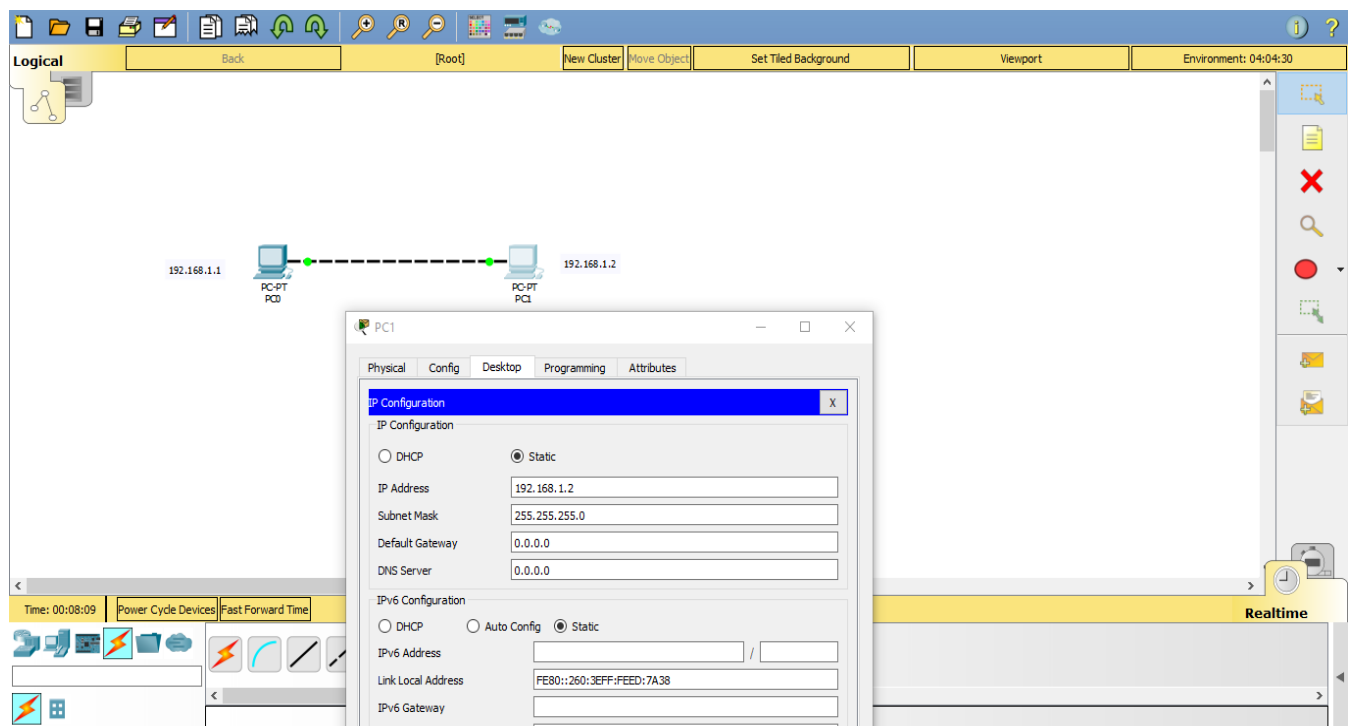 R
i ?
Logical Back [Root] New Cluster Move Object Set Tiled Background Viewport Environment: 04:04:30
192.168.1.1
PC-PT
PC0
192.168.1.2
PC-PT
PC1
PC1
Physical Config Desktop Programming Attributes
IP Configuration X
IP Configuration
DHCP Static
IP Address 192.168.1.2
Subnet Mask 255.255.255.0
Default Gateway 0.0.0.0
DNS Server 0.0.0.0
IPv6 Configuration
DHCP Auto Config Static
IPv6 Address /
Link Local Address FE80::260:3EFF:FEED:7A38
IPv6 Gateway
Time: 00:08:09 Power Cycle Devices Fast Forward Time
Realtime